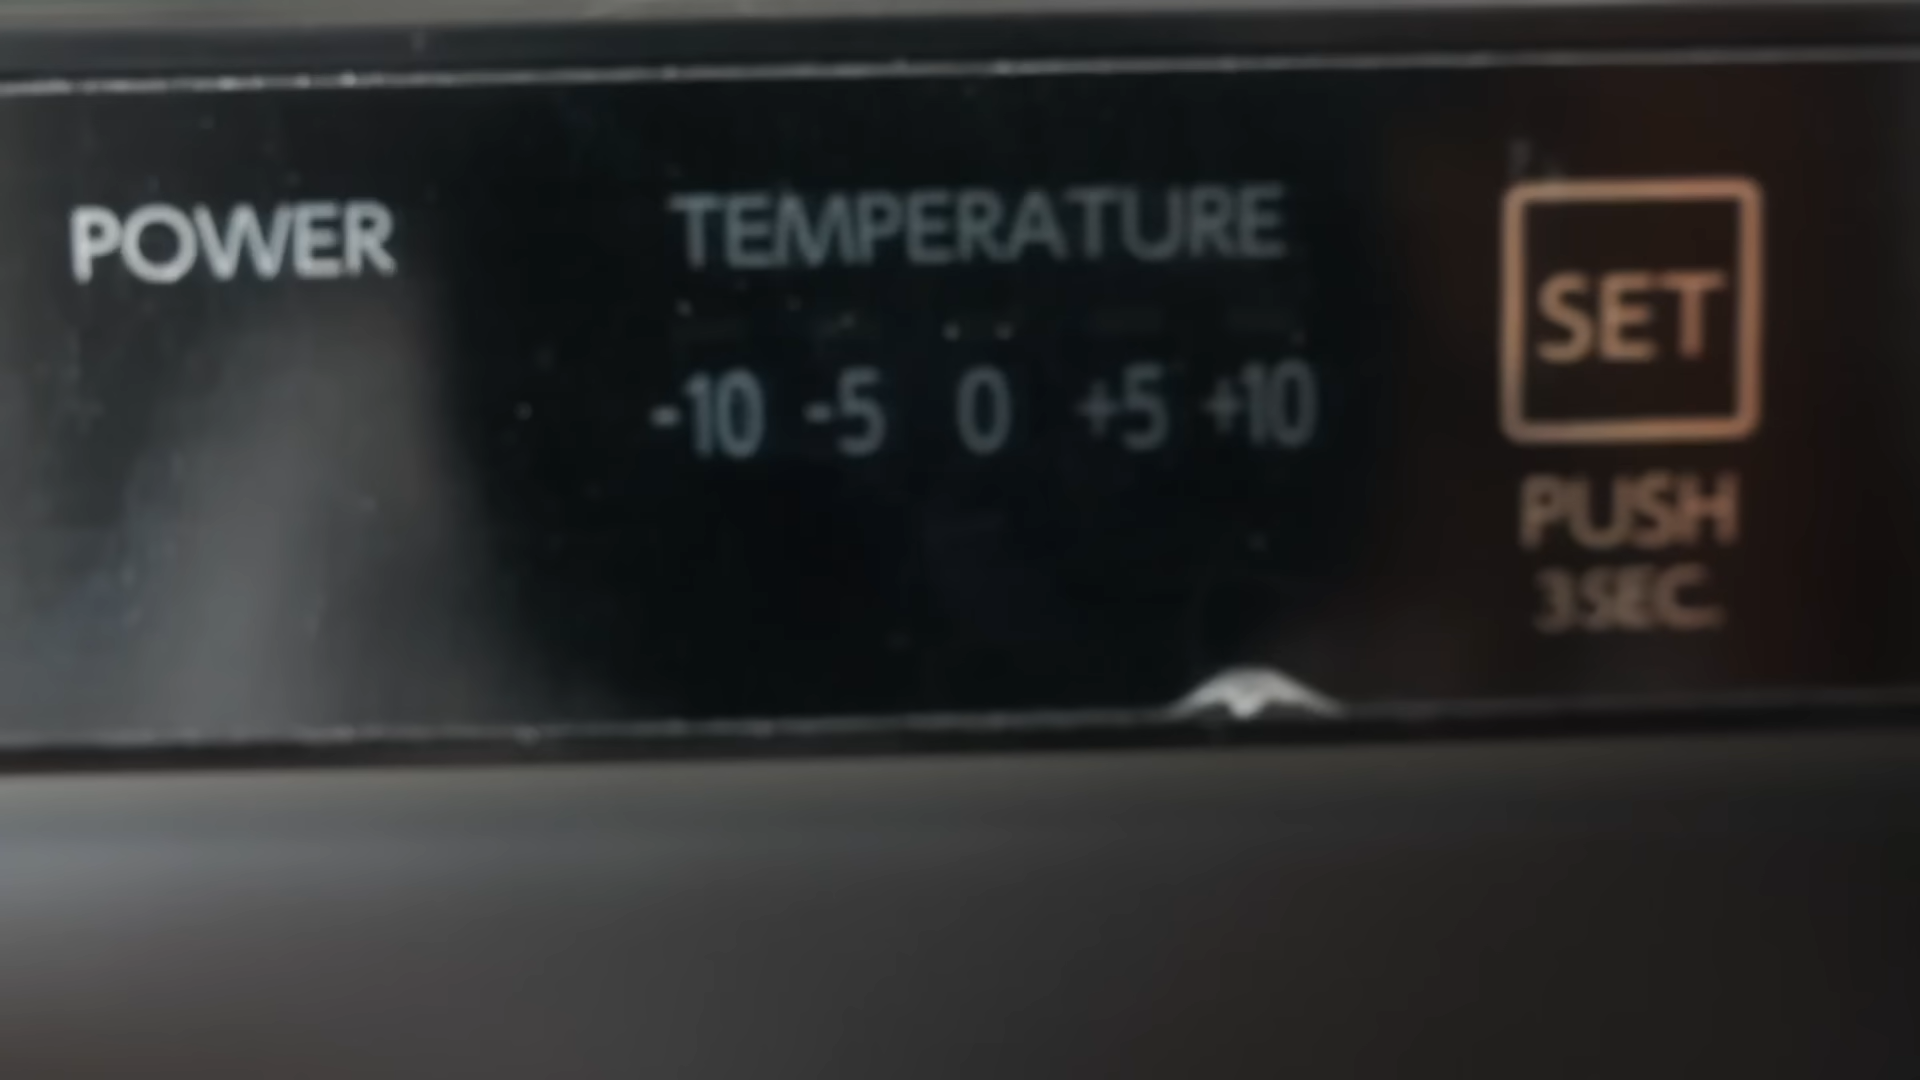 POWER
TEMPERATURE
-10 -5 0 +5 +10
SET
PUSH
3SEC.